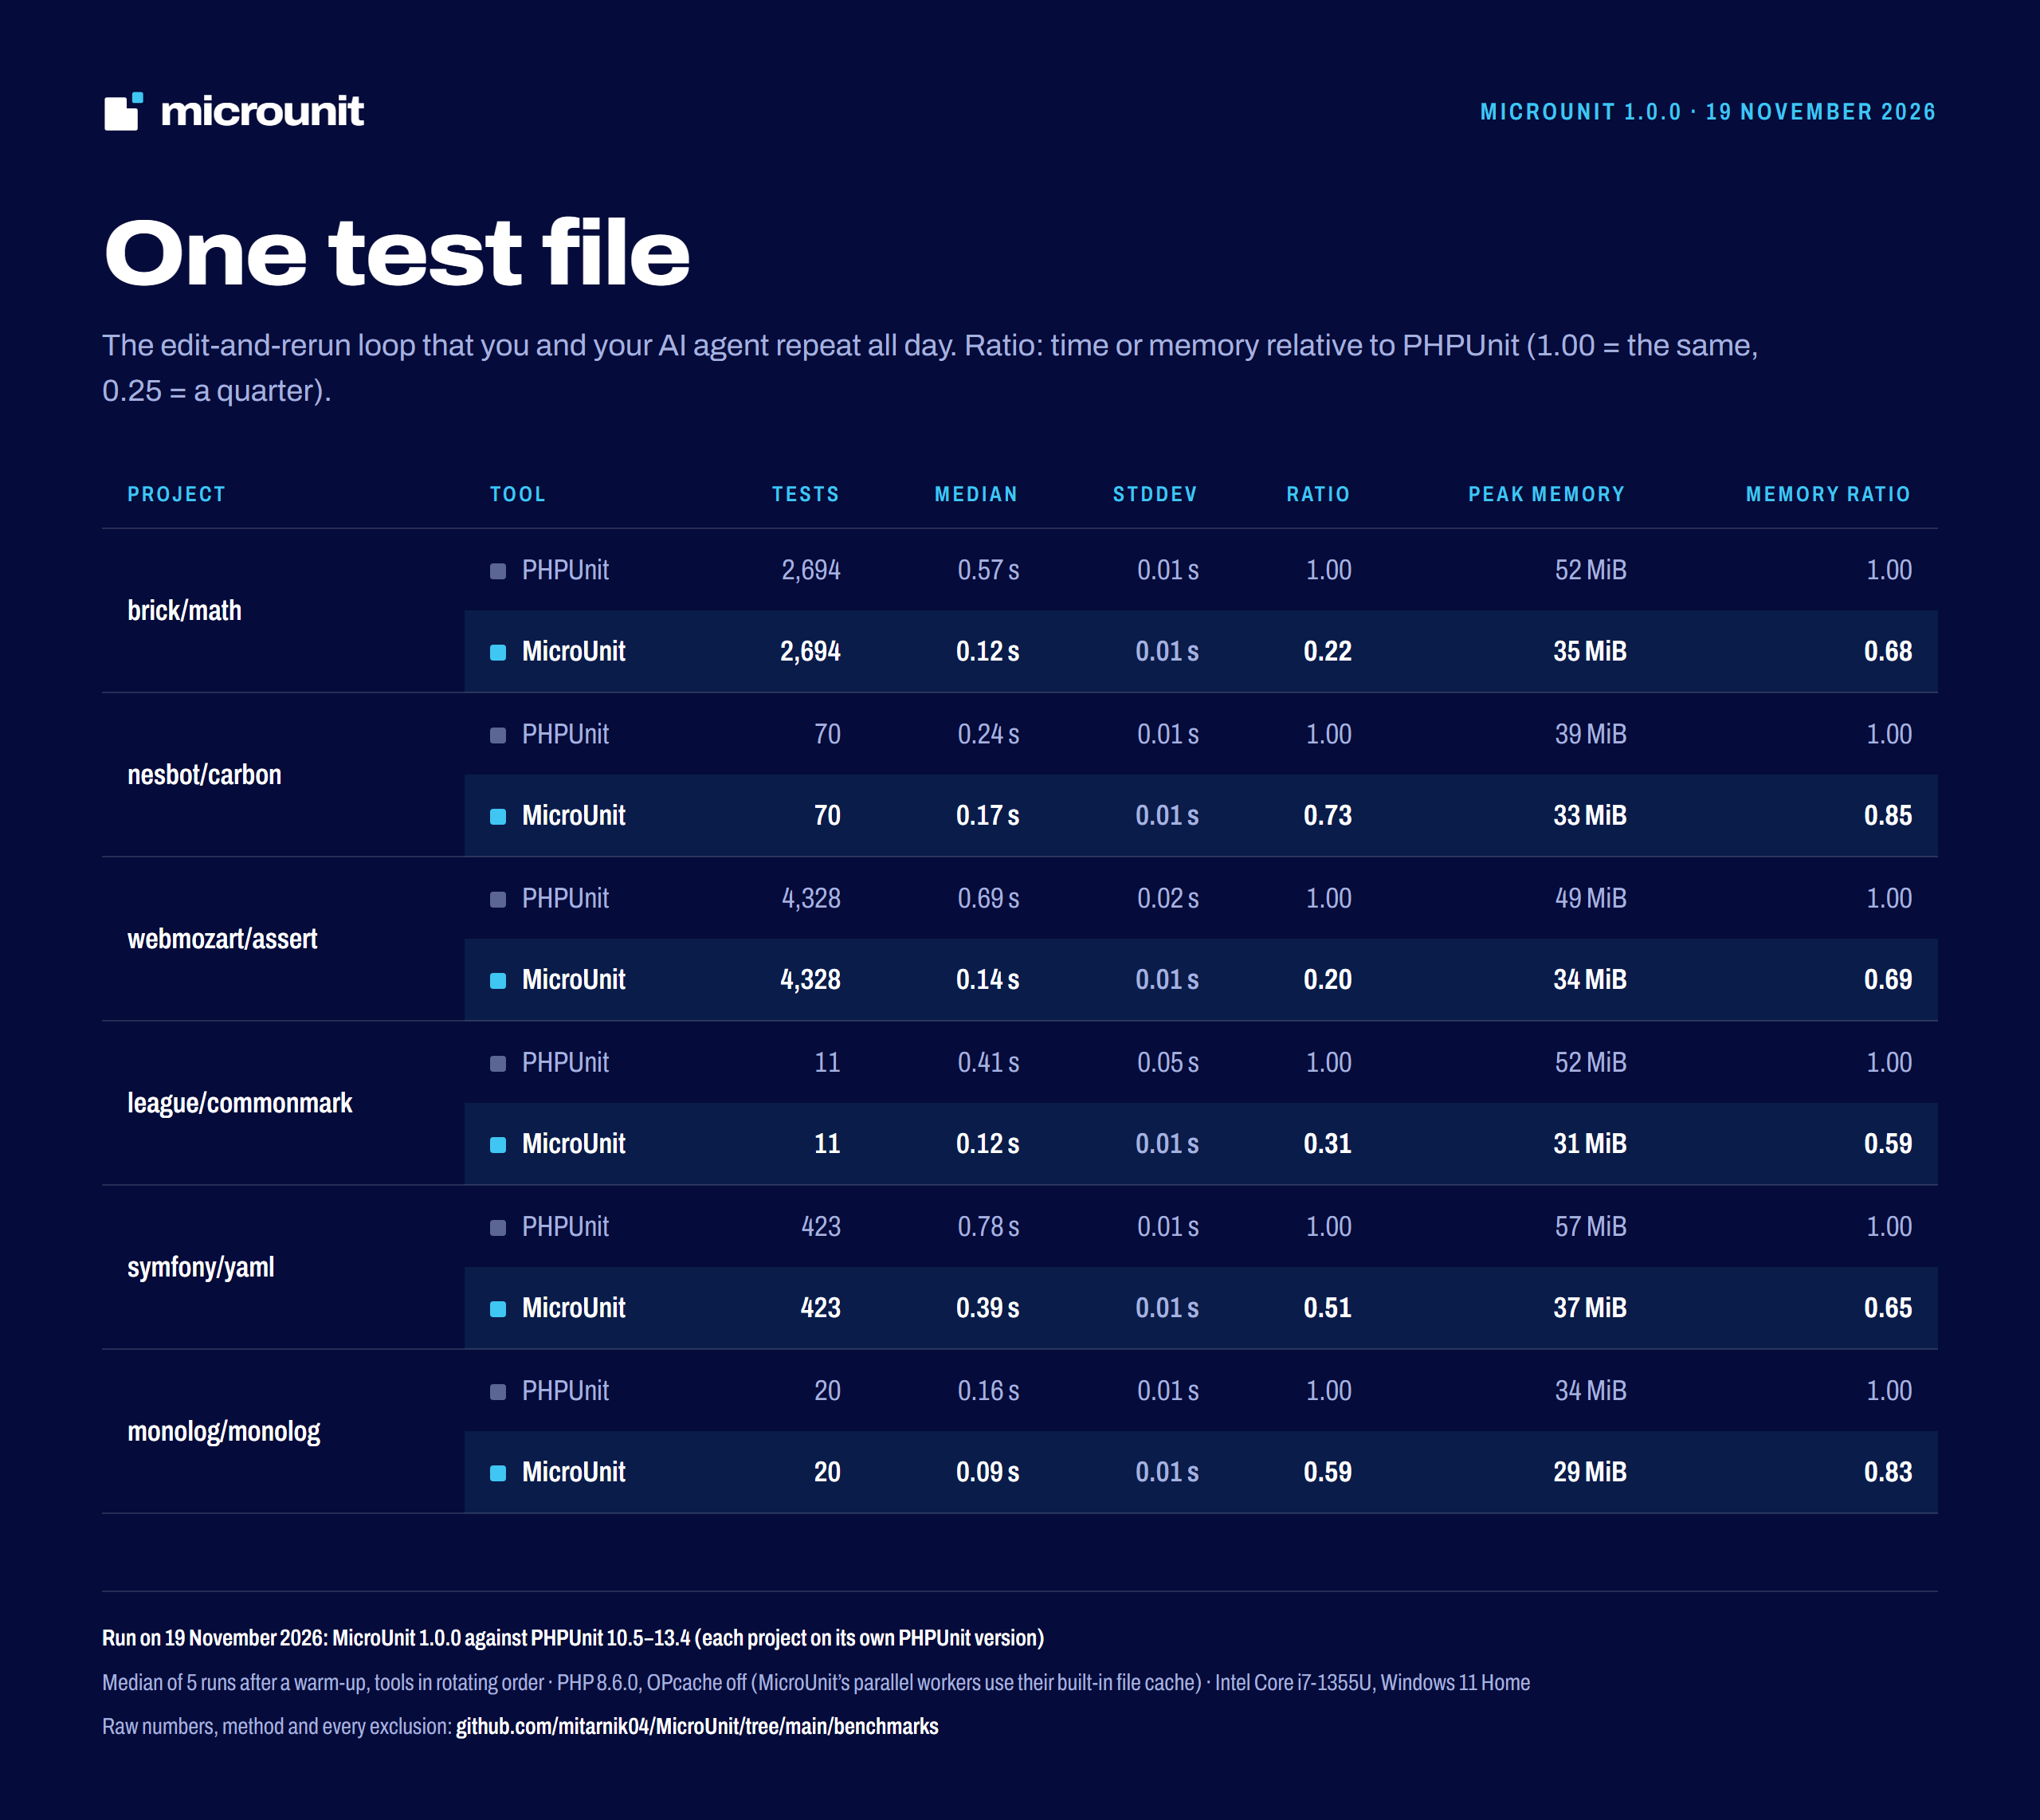 microunit
MICROUNIT 1.0.0 · 19 NOVEMBER 2026
One test file
The edit-and-rerun loop that you and your AI agent repeat all day. Ratio: time or memory relative to PHPUnit (1.00 = the same,
0.25 = a quarter).
PROJECT TOOL TESTS MEDIAN STDDEV RATIO PEAK MEMORY MEMORY RATIO
brick/math
PHPUnit 2,694 0.57 s 0.01 s 1.00 52 MiB 1.00
MicroUnit 2,694 0.12 s 0.01 s 0.22 35 MiB 0.68
nesbot/carbon
PHPUnit 70 0.24 s 0.01 s 1.00 39 MiB 1.00
MicroUnit 70 0.17 s 0.01 s 0.73 33 MiB 0.85
webmozart/assert
PHPUnit 4,328 0.69 s 0.02 s 1.00 49 MiB 1.00
MicroUnit 4,328 0.14 s 0.01 s 0.20 34 MiB 0.69
league/commonmark
PHPUnit 11 0.41 s 0.05 s 1.00 52 MiB 1.00
MicroUnit 11 0.12 s 0.01 s 0.31 31 MiB 0.59
symfony/yaml
PHPUnit 423 0.78 s 0.01 s 1.00 57 MiB 1.00
MicroUnit 423 0.39 s 0.01 s 0.51 37 MiB 0.65
monolog/monolog
PHPUnit 20 0.16 s 0.01 s 1.00 34 MiB 1.00
MicroUnit 20 0.09 s 0.01 s 0.59 29 MiB 0.83
Run on 19 November 2026: MicroUnit 1.0.0 against PHPUnit 10.5–13.4 (each project on its own PHPUnit version)
Median of 5 runs after a warm-up, tools in rotating order · PHP 8.6.0, OPcache off (MicroUnit’s parallel workers use their built-in file cache) · Intel Core i7-1355U, Windows 11 Home
Raw numbers, method and every exclusion: github.com/mitarnik04/MicroUnit/tree/main/benchmarks